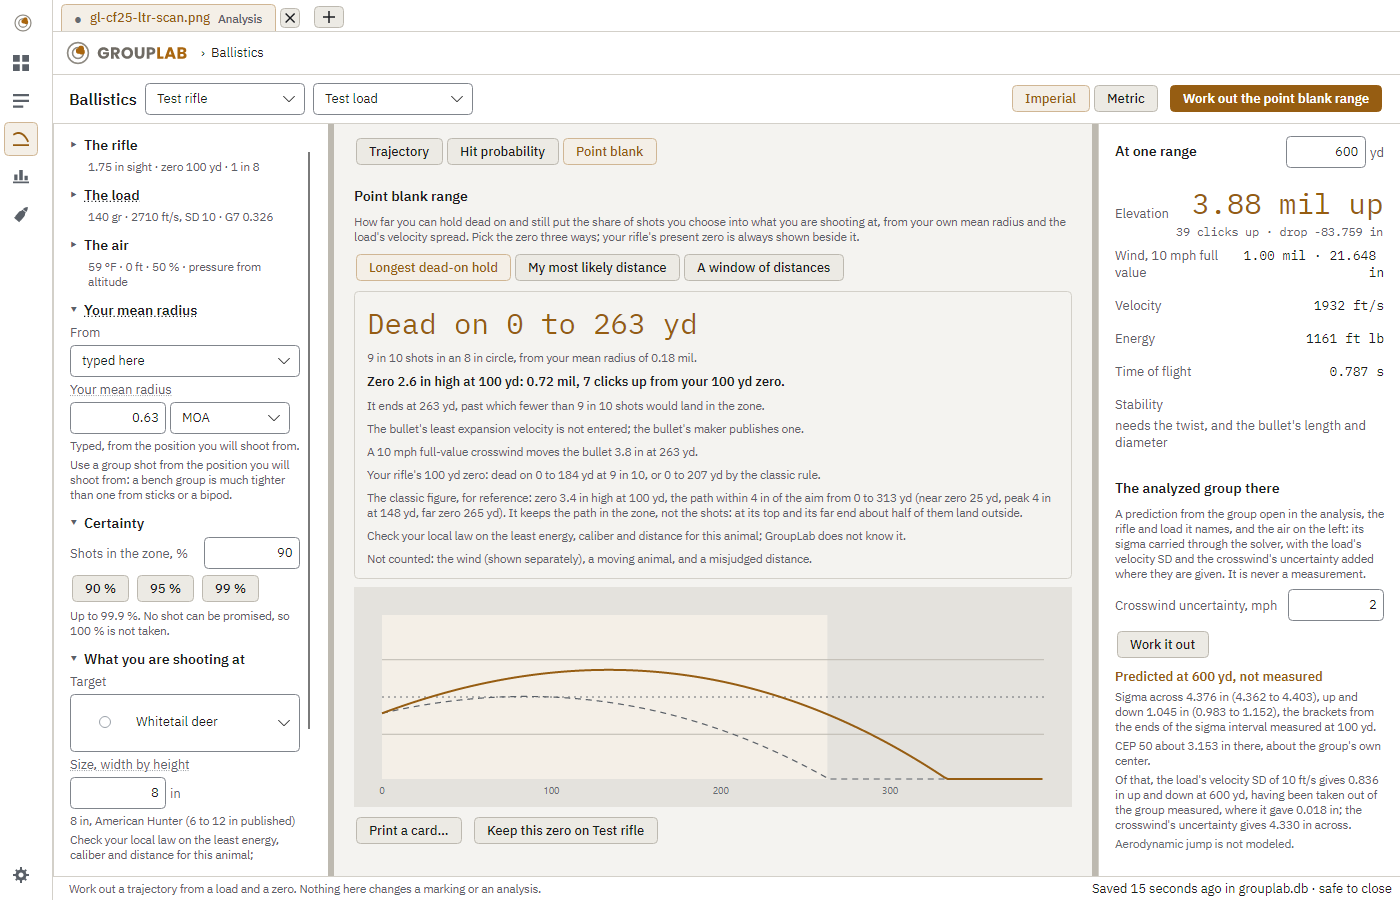 gl-cf25-ltr-scan.png Analysis
GROUPLAB › Ballistics
Ballistics
Test rifle
Test load
Imperial
Metric
Work out the point blank range
The rifle
1.75 in sight · zero 100 yd · 1 in 8
The load
140 gr · 2710 ft/s, SD 10 · G7 0.326
The air
59 °F · 0 ft · 50 % · pressure from
altitude
Your mean radius
From
typed here
Your mean radius
0.63
MOA
Typed, from the position you will shoot from.
Use a group shot from the position you will
shoot from: a bench group is much tighter
than one from sticks or a bipod.
Certainty
Shots in the zone, %
90
90 %
95 %
99 %
Up to 99.9 %. No shot can be promised, so
100 % is not taken.
What you are shooting at
Target
Whitetail deer
Size, width by height
8 in
8 in, American Hunter (6 to 12 in published)
Check your local law on the least energy,
caliber and distance for this animal;
Trajectory
Hit probability
Point blank
Point blank range
How far you can hold dead on and still put the share of shots you choose into what you are shooting at, from your own mean radius and the
load's velocity spread. Pick the zero three ways; your rifle's present zero is always shown beside it.
Longest dead-on hold
My most likely distance
A window of distances
Dead on 0 to 263 yd
9 in 10 shots in an 8 in circle, from your mean radius of 0.18 mil.
Zero 2.6 in high at 100 yd: 0.72 mil, 7 clicks up from your 100 yd zero.
It ends at 263 yd, past which fewer than 9 in 10 shots would land in the zone.
The bullet's least expansion velocity is not entered; the bullet's maker publishes one.
A 10 mph full-value crosswind moves the bullet 3.8 in at 263 yd.
Your rifle's 100 yd zero: dead on 0 to 184 yd at 9 in 10, or 0 to 207 yd by the classic rule.
The classic figure, for reference: zero 3.4 in high at 100 yd, the path within 4 in of the aim from 0 to 313 yd (near zero 25 yd, peak 4 in
at 148 yd, far zero 265 yd). It keeps the path in the zone, not the shots: at its top and its far end about half of them land outside.
Check your local law on the least energy, caliber and distance for this animal; GroupLab does not know it.
Not counted: the wind (shown separately), a moving animal, and a misjudged distance.
0 100 200 300
Print a card...
Keep this zero on Test rifle
At one range
600 yd
Elevation 3.88 mil up
39 clicks up · drop -83.759 in
Wind, 10 mph full 1.00 mil · 21.648
value in
Velocity 1932 ft/s
Energy 1161 ft lb
Time of flight 0.787 s
Stability
needs the twist, and the bullet's length and
diameter
The analyzed group there
A prediction from the group open in the analysis, the
rifle and load it names, and the air on the left: its
sigma carried through the solver, with the load's
velocity SD and the crosswind's uncertainty added
where they are given. It is never a measurement.
Crosswind uncertainty, mph 2
Work it out
Predicted at 600 yd, not measured
Sigma across 4.376 in (4.362 to 4.403), up and
down 1.045 in (0.983 to 1.152), the brackets from
the ends of the sigma interval measured at 100 yd.
CEP 50 about 3.153 in there, about the group's own
center.
Of that, the load's velocity SD of 10 ft/s gives 0.836
in up and down at 600 yd, having been taken out of
the group measured, where it gave 0.018 in; the
crosswind's uncertainty gives 4.330 in across.
Aerodynamic jump is not modeled.
Work out a trajectory from a load and a zero. Nothing here changes a marking or an analysis.
Saved 15 seconds ago in grouplab.db · safe to close